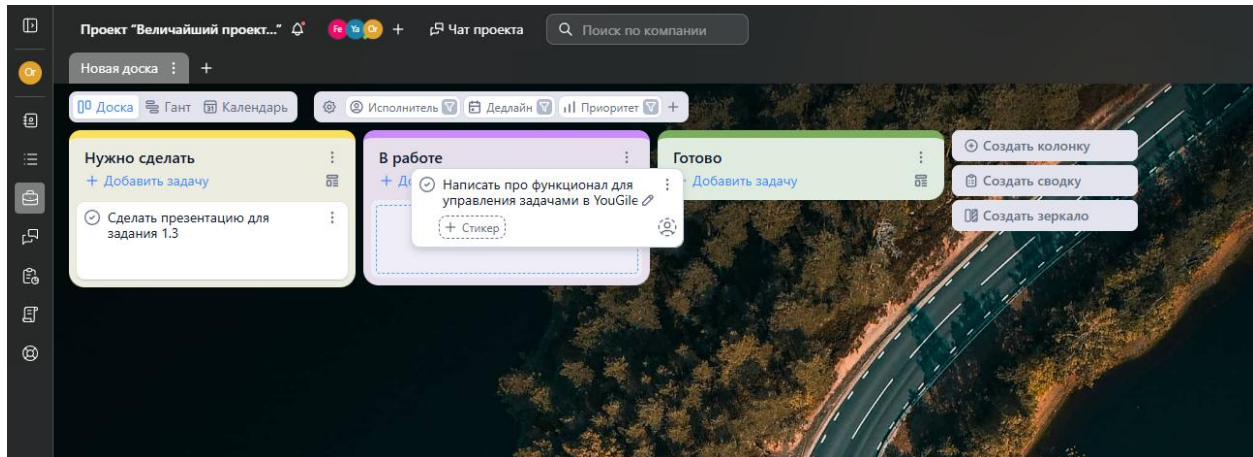 Проект “Величайший проект...” Fe Ya Or + Чат проекта Поиск по компании
Or
Новая доска +
Доска Гант 31 Календарь Исполнитель Дедлайн Приоритет +
Нужно сделать
+ Добавить задачу
Сделать презентацию для
задания 1.3
В работе
+ До
Написать про функционал для
управления задачами в YouGile
+ Стикер
Готово
Добавить задачу
Создать колонку
Создать сводку
Создать зеркало